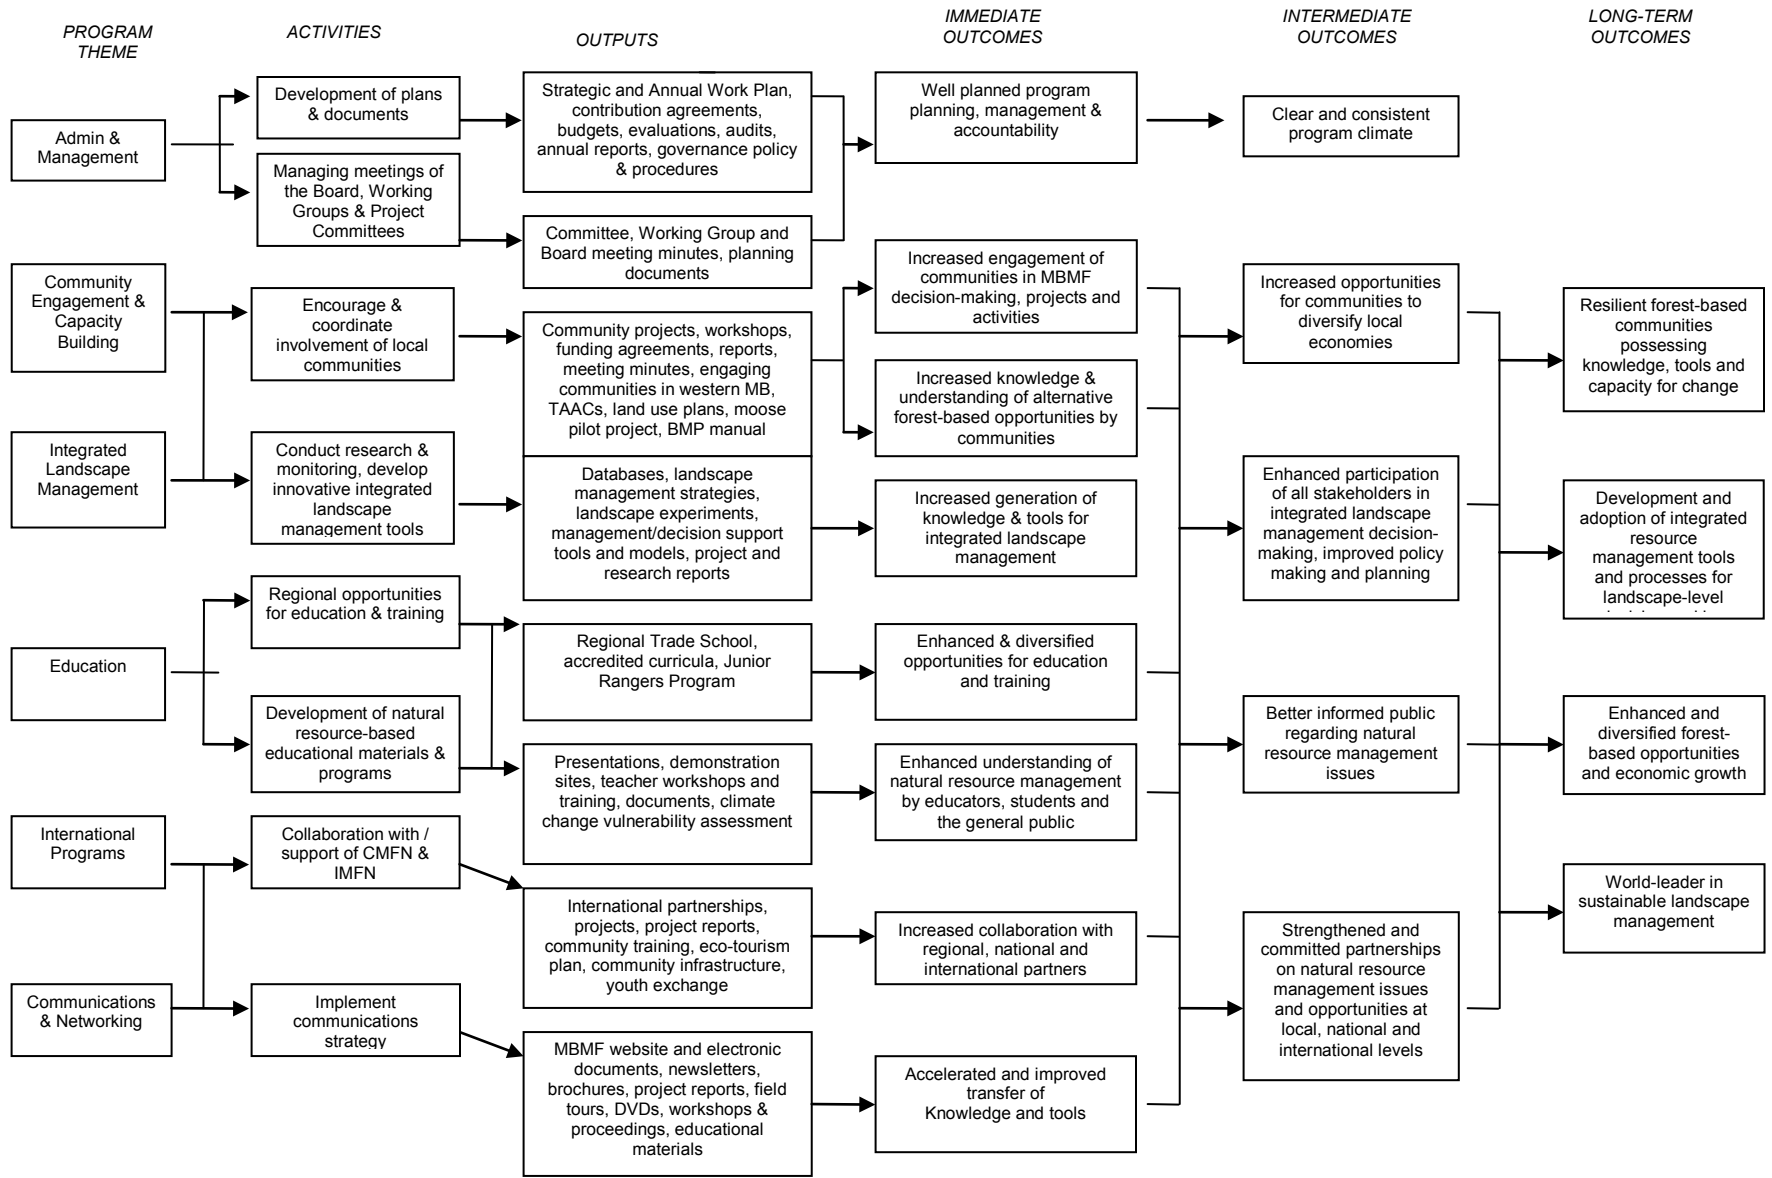 PROGRAM
THEME
ACTIVITIES
OUTPUTS
IMMEDIATE
OUTCOMES
INTERMEDIATE
OUTCOMES
LONG-TERM
OUTCOMES
Admin &
Management
Development of plans
& documents
Managing meetings of
the Board, Working
Groups & Project
Committees
Strategic and Annual Work Plan,
contribution agreements,
budgets, evaluations, audits,
annual reports, governance policy
& procedures
Committee, Working Group and
Board meeting minutes, planning
documents
Well planned program
planning, management &
accountability
Clear and consistent
program climate
Community
Engagement &
Capacity
Building
Encourage &
coordinate
involvement of local
communities
Community projects, workshops,
funding agreements, reports,
meeting minutes, engaging
communities in western MB,
TAACs, land use plans, moose
pilot project, BMP manual
Increased engagement of
communities in MBMF
decision-making, projects and
activities
Increased knowledge &
understanding of alternative
forest-based opportunities by
communities
Increased opportunities
for communities to
diversify local
economies
Resilient forest-based
communities
possessing
knowledge, tools and
capacity for change
Integrated
Landscape
Management
Conduct research &
monitoring, develop
innovative integrated
landscape
management tools
Databases, landscape
management strategies,
landscape experiments,
management/decision support
tools and models, project and
research reports
Increased generation of
knowledge & tools for
integrated landscape
management
Enhanced participation
of all stakeholders in
integrated landscape
management decision-
making, improved policy
making and planning
Development and
adoption of integrated
resource
management tools
and processes for
landscape-level
Education
Regional opportunities
for education & training
Development of natural
resource-based
educational materials &
programs
Regional Trade School,
accredited curricula, Junior
Rangers Program
Presentations, demonstration
sites, teacher workshops and
training, documents, climate
change vulnerability assessment
Enhanced & diversified
opportunities for education
and training
Enhanced understanding of
natural resource management
by educators, students and
the general public
Better informed public
regarding natural
resource management
issues
Enhanced and
diversified forest-
based opportunities
and economic growth
International
Programs
Collaboration with /
support of CMFN &
IMFN
International partnerships,
projects, project reports,
community training, eco-tourism
plan, community infrastructure,
youth exchange
Increased collaboration with
regional, national and
international partners
Strengthened and
committed partnerships
on natural resource
management issues
and opportunities at
local, national and
international levels
World-leader in
sustainable landscape
management
Communications
& Networking
Implement
communications
strategy
MBMF website and electronic
documents, newsletters,
brochures, project reports, field
tours, DVDs, workshops &
proceedings, educational
materials
Accelerated and improved
transfer of
Knowledge and tools